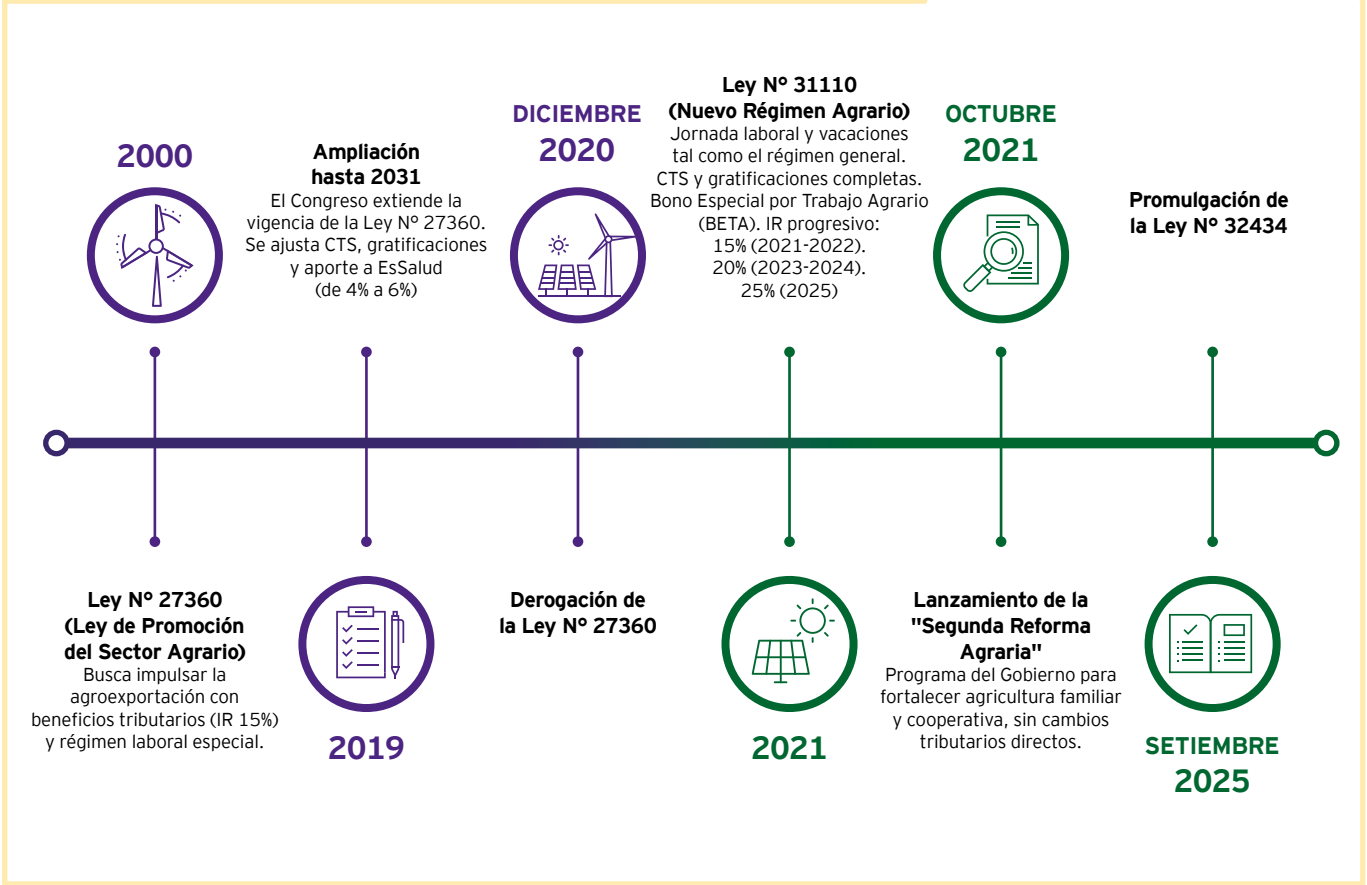 2000
Ley N° 27360
(Ley de Promoción
del Sector Agrario)
Busca impulsar la
agroexportación con
beneficios tributarios (IR 15%)
y régimen laboral especial.
Ampliación
hasta 2031
El Congreso extiende la
vigencia de la Ley N° 27360.
Se ajusta CTS, gratificaciones
y aporte a EsSalud
(de 4% a 6%)
2019
DICIEMBRE
2020
Derogación de
la Ley N° 27360
Ley N° 31110
(Nuevo Régimen Agrario)
Jornada laboral y vacaciones
tal como el régimen general.
CTS y gratificaciones completas.
Bono Especial por Trabajo Agrario
(BETA). IR progresivo:
15% (2021-2022).
20% (2023-2024).
25% (2025)
2021
OCTUBRE
2021
Lanzamiento de la
"Segunda Reforma
Agraria"
Programa del Gobierno para
fortalecer agricultura familiar
y cooperativa, sin cambios
tributarios directos.
Promulgación de
la Ley N° 32434
SETIEMBRE
2025